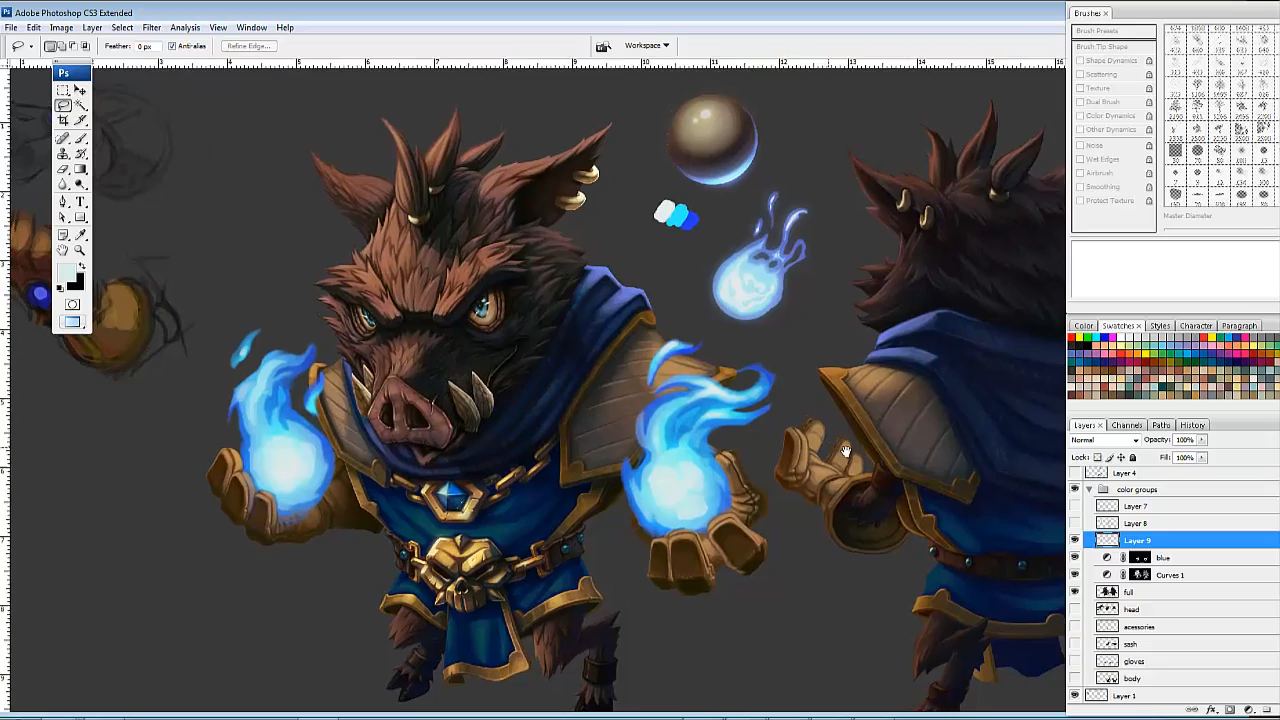 Adobe Photoshop CS3 Extended
File Edit Image Layer Select Filter Analysis View Window Help
Feather: 0 px Anti-alias Refine Edge... Workspace
Ps
Brushes
Brush Presets
Brush Tip Shape
Shape Dynamics
Scattering
Texture
Dual Brush
Color Dynamics
Other Dynamics
Noise
Wet Edges
Airbrush
Smoothing
Protect Texture
Master Diameter
Color Swatches Styles Character Paragraph
Layers Channels Paths History
Normal Opacity: 100%
Lock: Fill: 100%
Layer 4
color groups
Layer 7
Layer 8
Layer 9
blue
Curves 1
full
head
acessories
sash
gloves
body
Layer 1